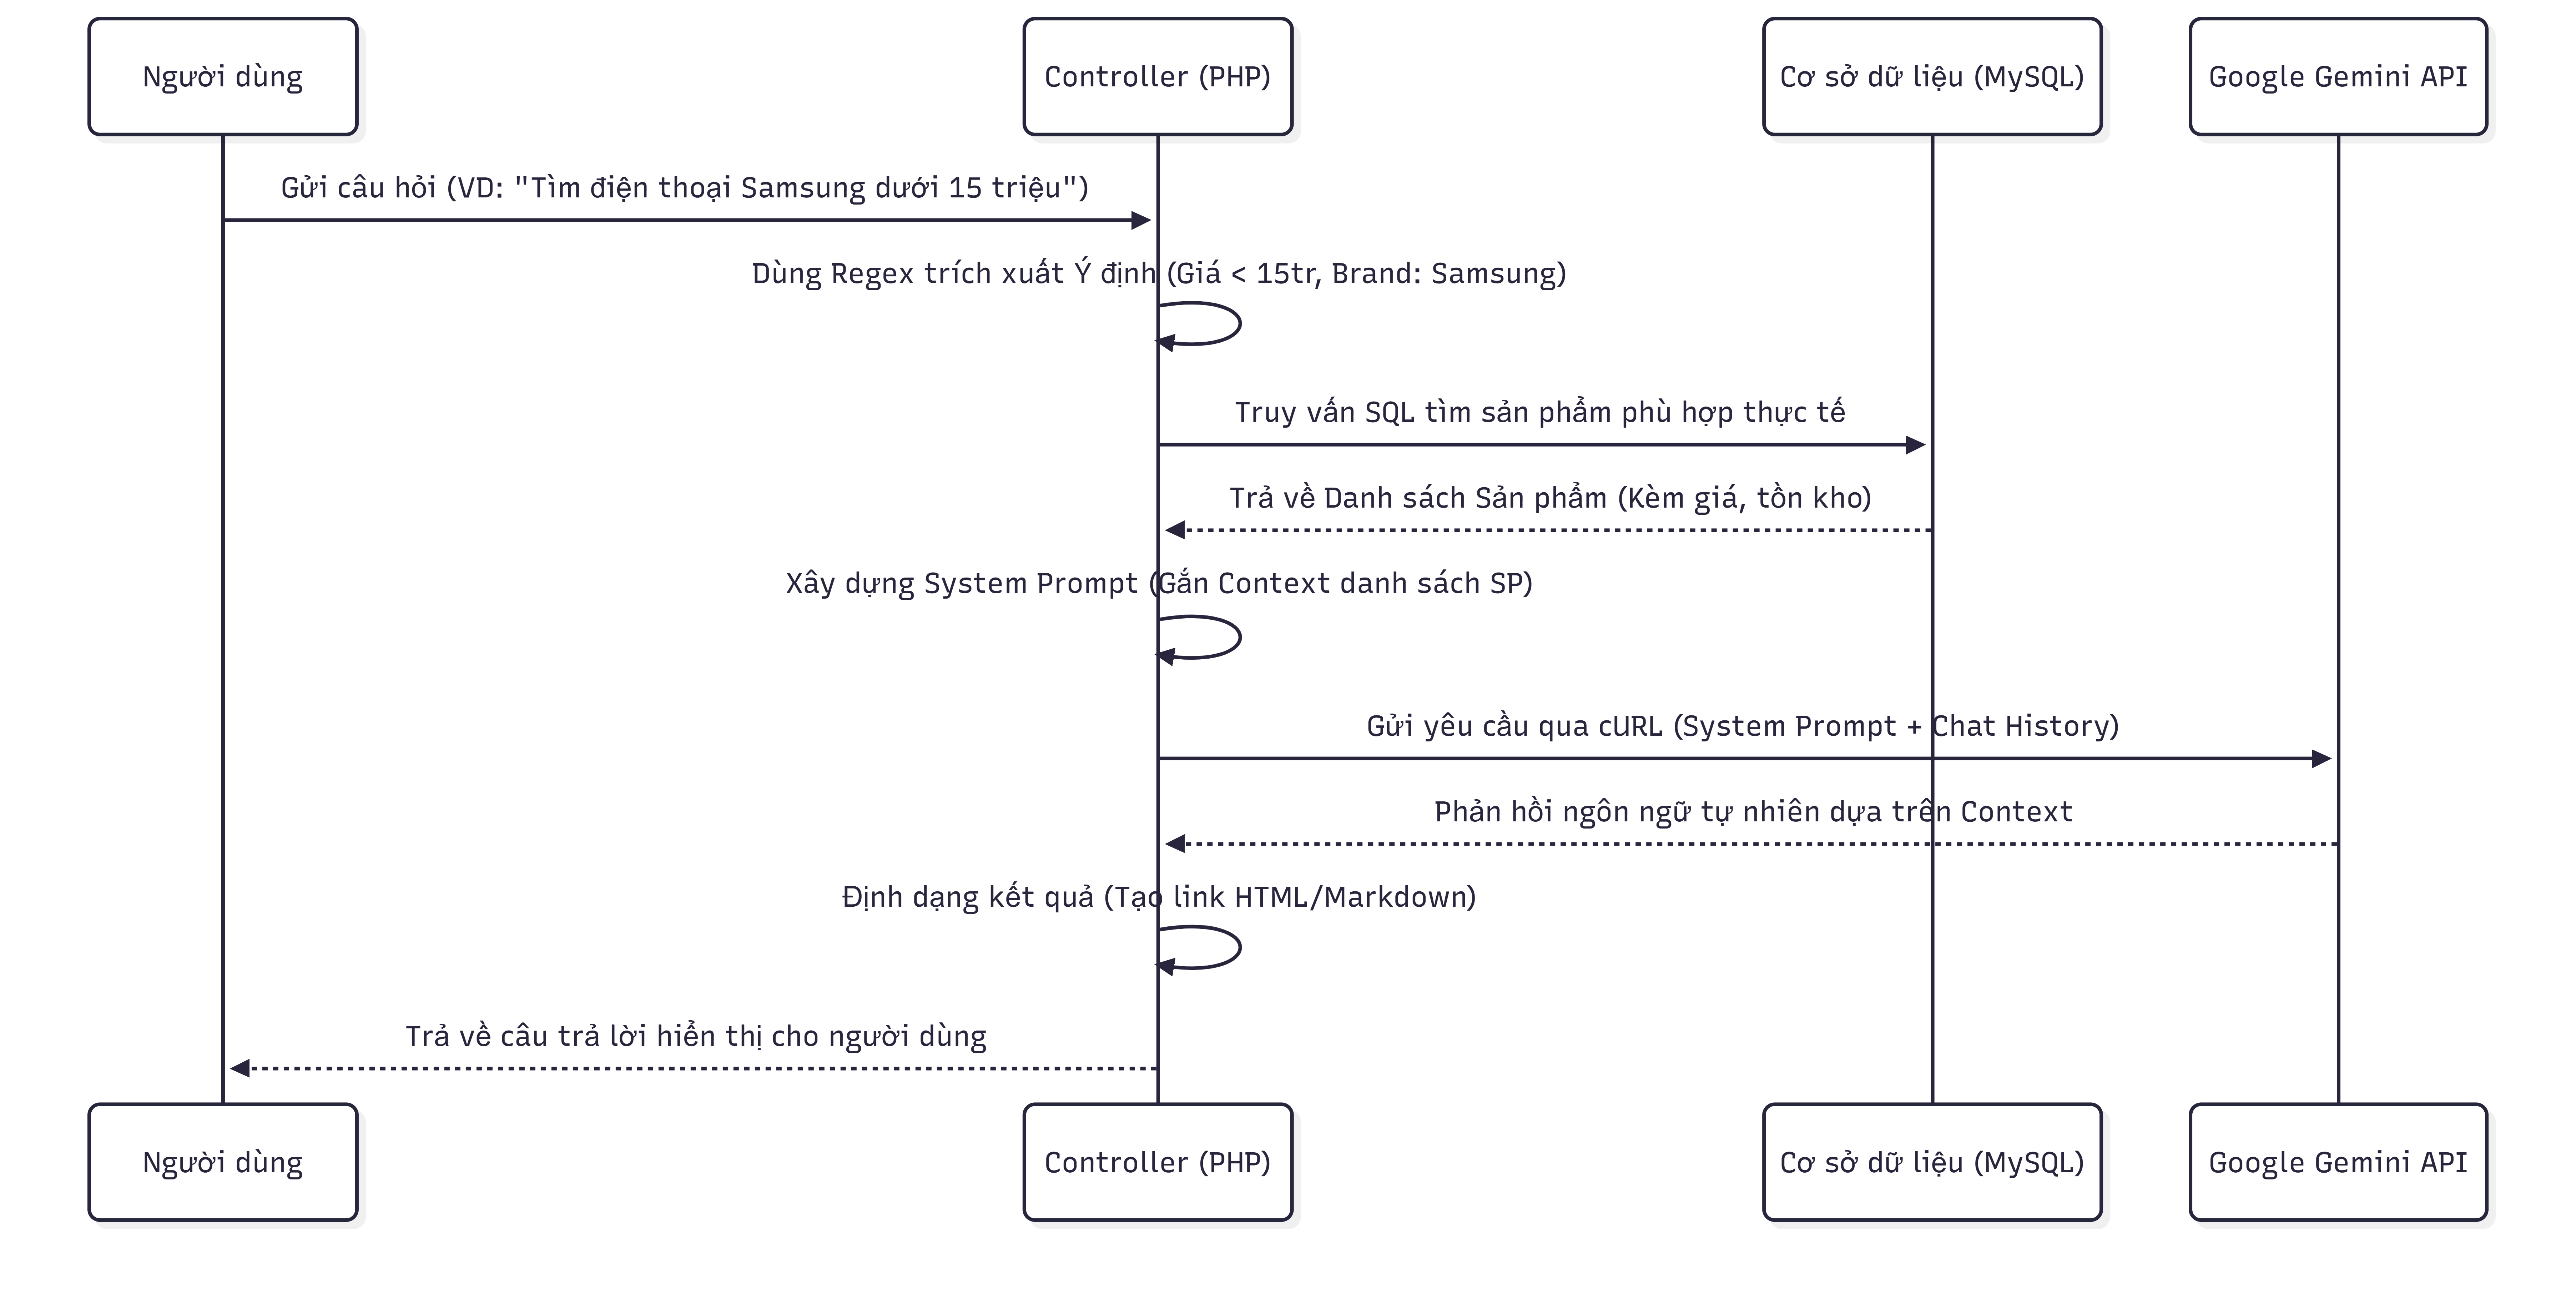 Người dùng
Controller (PHP)
Cơ sở dữ liệu (MySQL)
Google Gemini API
Gửi câu hỏi (VD: "Tìm điện thoại Samsung dưới 15 triệu")
Dùng Regex trích xuất Ý định (Giá < 15tr, Brand: Samsung)
Truy vấn SQL tìm sản phẩm phù hợp thực tế
Trả về Danh sách Sản phẩm (Kèm giá, tồn kho)
Xây dựng System Prompt (Gắn Context danh sách SP)
Gửi yêu cầu qua cURL (System Prompt + Chat History)
Phản hồi ngôn ngữ tự nhiên dựa trên Context
Định dạng kết quả (Tạo link HTML/Markdown)
Trả về câu trả lời hiển thị cho người dùng
Người dùng
Controller (PHP)
Cơ sở dữ liệu (MySQL)
Google Gemini API